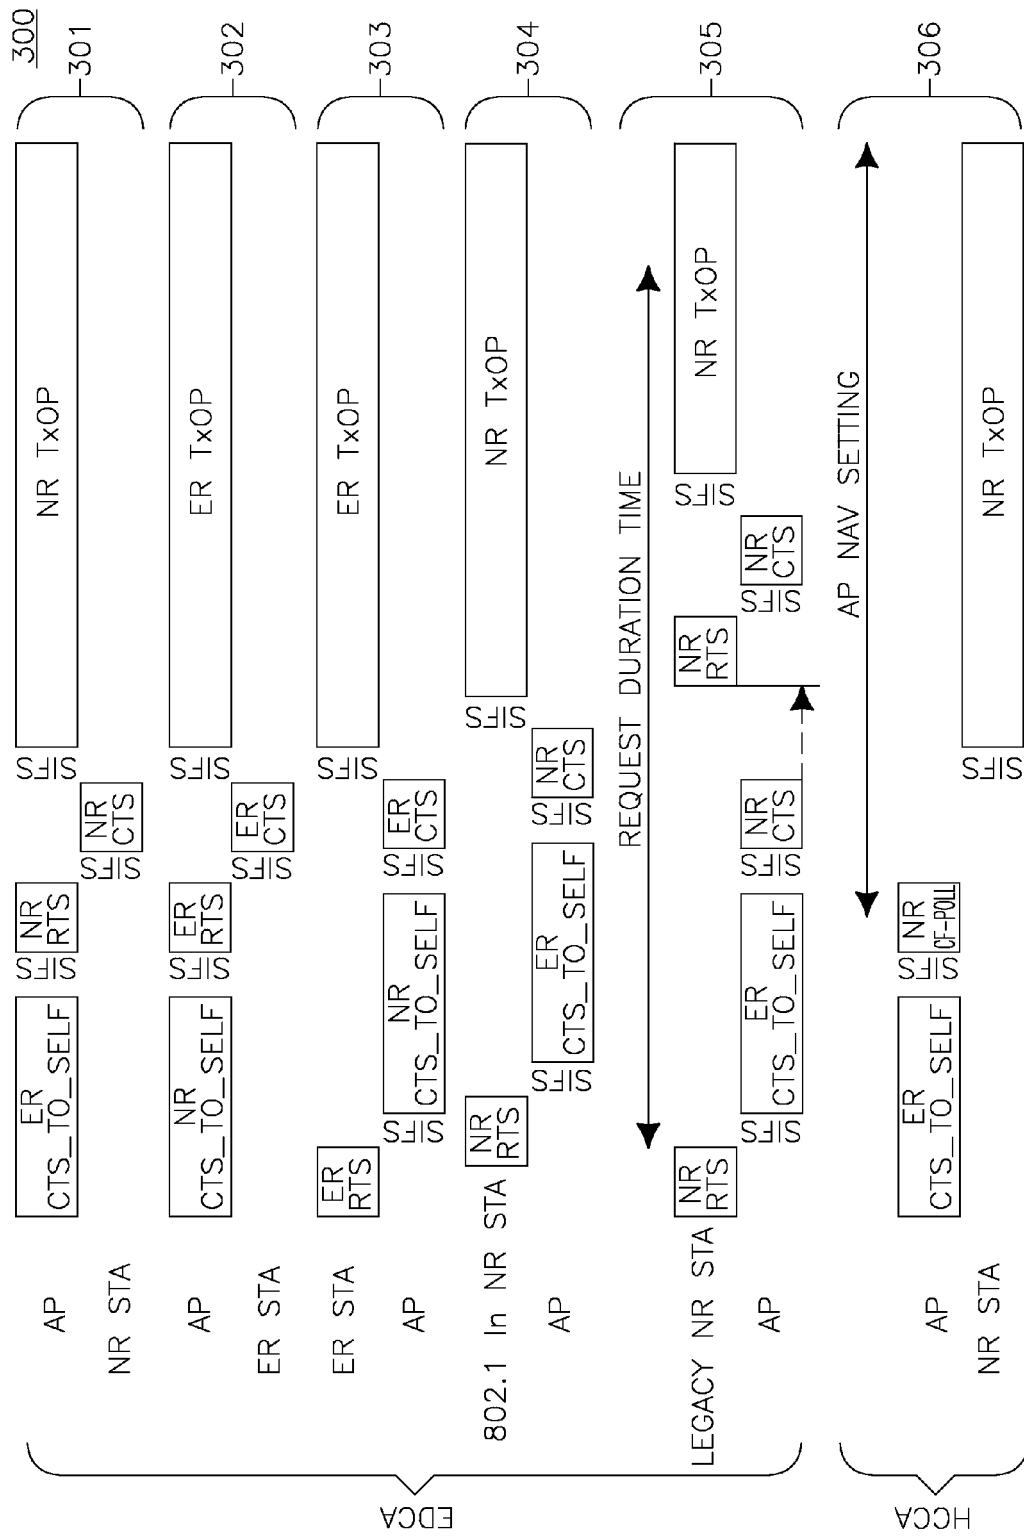 300
EDCA
301
AP
ER
CTS_TO_SELF
SIFS
NR
RTS
SIFS
NR TxOP
NR STA
SIFS
NR
CTS
302
AP
NR
CTS_TO_SELF
SIFS
ER
RTS
SIFS
ER TxOP
ER STA
SIFS
ER
CTS
303
ER STA
ER
RTS
SIFS
ER TxOP
AP
SIFS
NR
CTS_TO_SELF
SIFS
ER
CTS
304
802.1 In NR STA
NR
RTS
SIFS
NR TxOP
AP
SIFS
ER
CTS_TO_SELF
SIFS
NR
CTS
305
REQUEST DURATION TIME
LEGACY NR STA
NR
RTS
NR
RTS
SIFS
NR TxOP
AP
SIFS
ER
CTS_TO_SELF
SIFS
NR
CTS
SIFS
NR
CTS
HCCA
306
AP NAV SETTING
AP
ER
CTS_TO_SELF
SIFS
NR
CF-POLL
NR STA
SIFS
NR TxOP